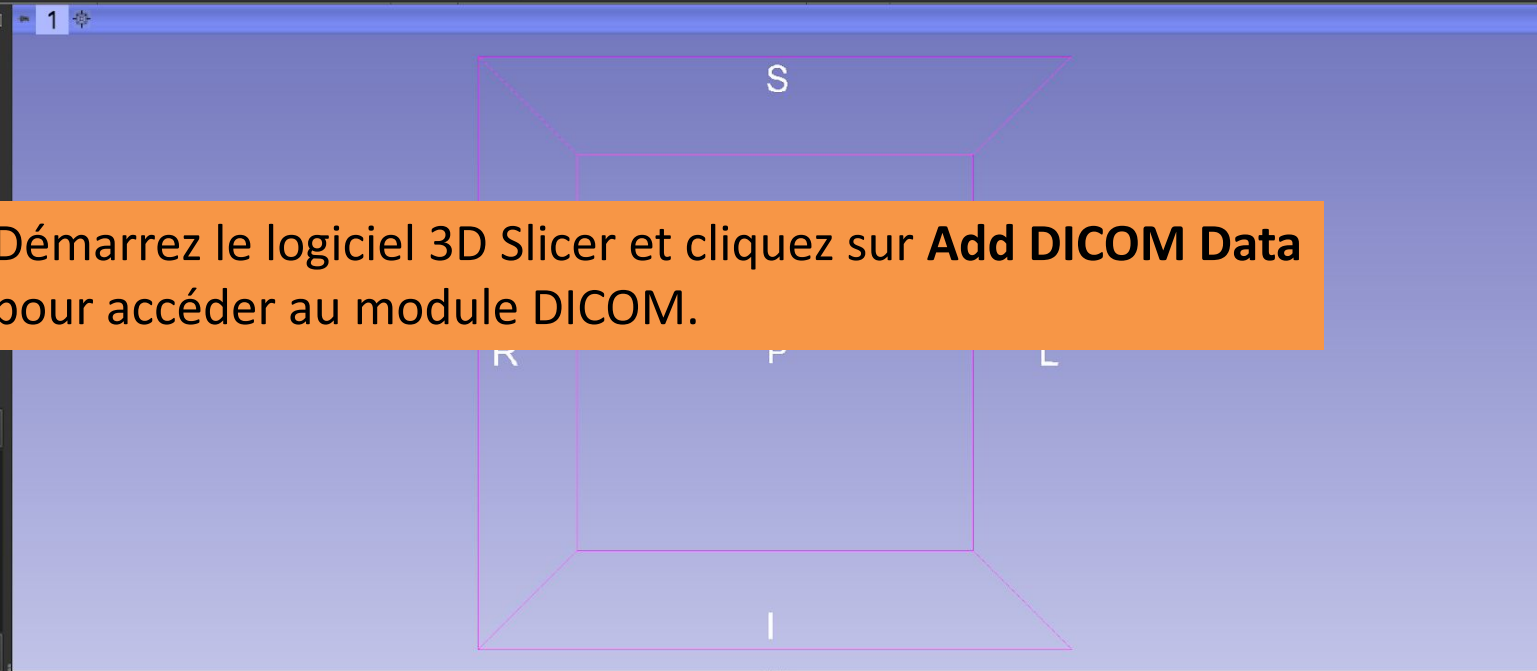 1
S
Démarrez le logiciel 3D Slicer et cliquez sur Add DICOM Data
pour accéder au module DICOM.
R P L
I